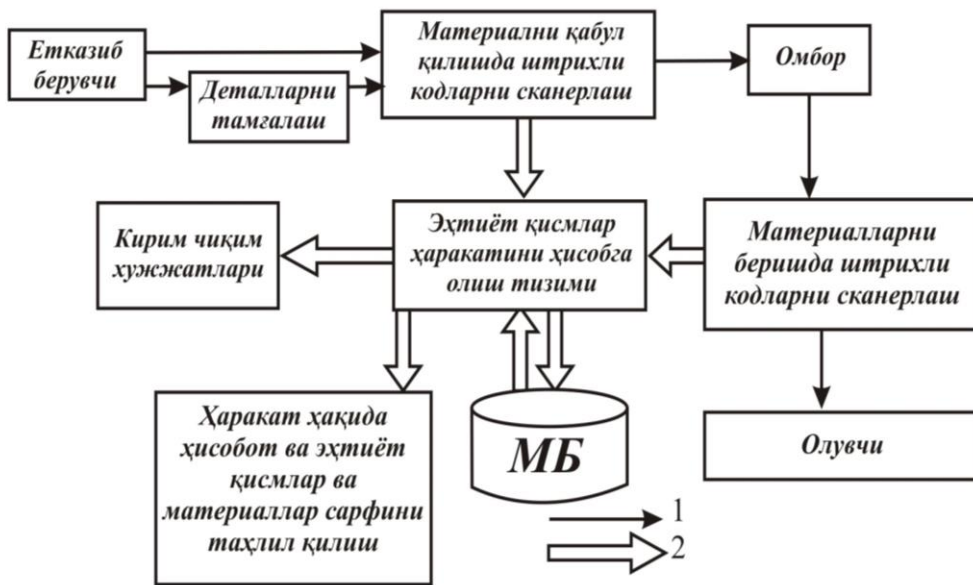 Етказиб
берувчи
Деталларни
тамғалаш
Материални қабул
қилишда штрихли
кодларни сканерлаш
Омбор
Кирим чиқим
хужжатлари
Эҳтиёт қисмлар
ҳаракатини ҳисобга
олиш тизими
Материалларни
беришда штрихли
кодларни сканерлаш
Ҳаракат ҳақида
ҳисобот ва эҳтиёт
қисмлар ва
материаллар сарфини
таҳлил қилиш
МБ
Олувчи
1
2